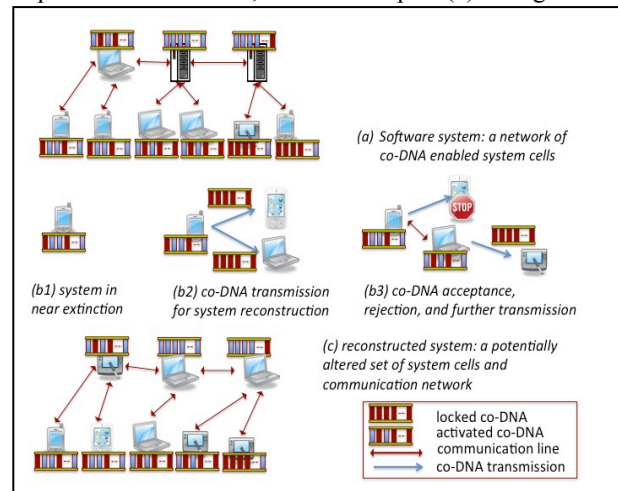 (a) Software system: a network of
co-DNA enabled system cells
STOP
(b1) system in
near extinction
(b2) co-DNA transmission
for system reconstruction
(b3) co-DNA acceptance,
rejection, and further transmission
(c) reconstructed system: a potentially
altered set of system cells and
communication network
locked co-DNA
activated co-DNA
communication line
co-DNA transmission